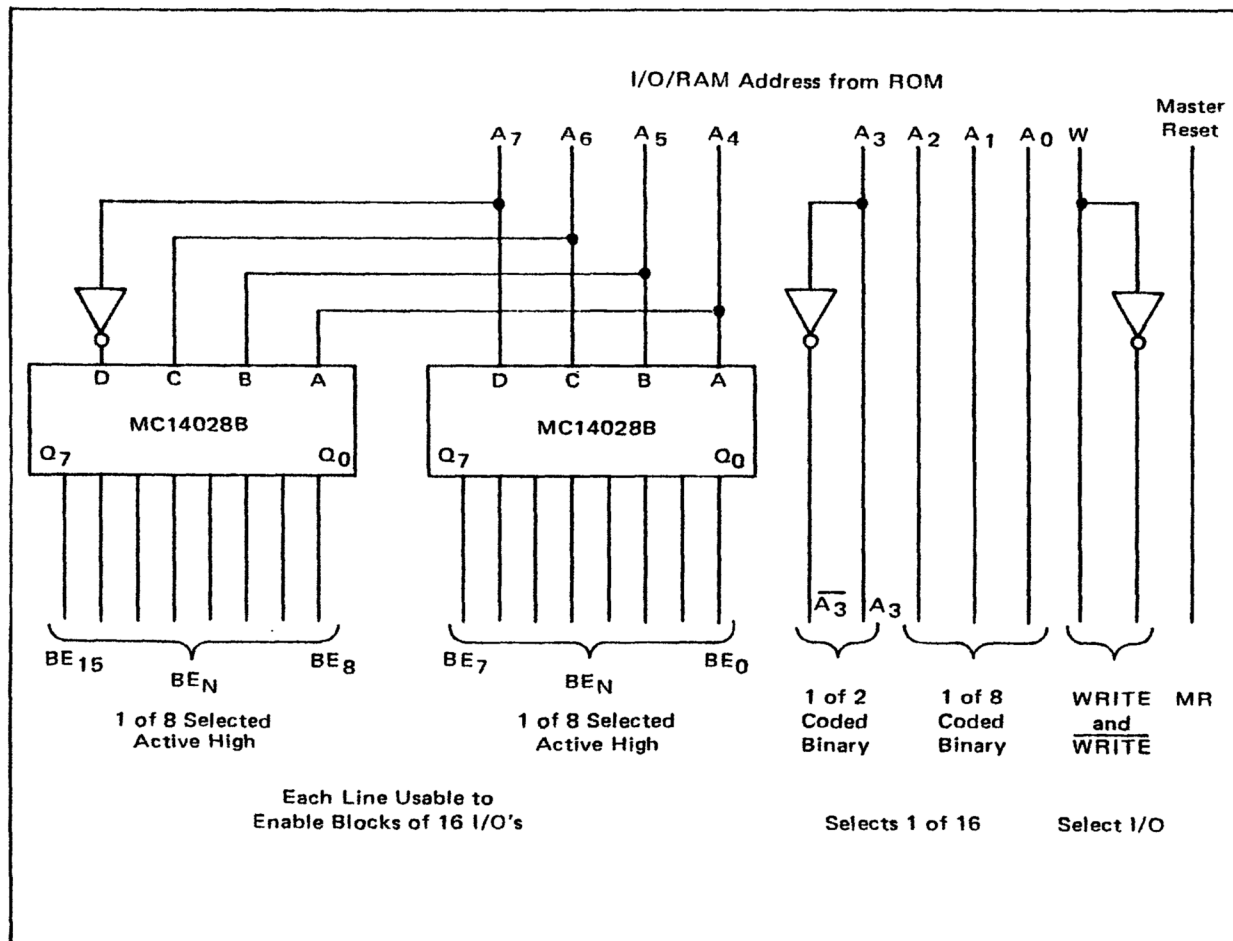 I/O/RAM Address from ROM
Master
Reset
A7 A6 A5 A4 A3 A2 A1 A0 W
D C B A
MC14028B
Q7 Q0
D C B A
MC14028B
Q7 Q0
A3 A3
BE15 BEN BE8
1 of 8 Selected
Active High
BE7 BEN BE0
1 of 8 Selected
Active High
1 of 2
Coded
Binary
1 of 8
Coded
Binary
WRITE
and
WRITE
MR
Each Line Usable to
Enable Blocks of 16 I/O's
Selects 1 of 16
Select I/O